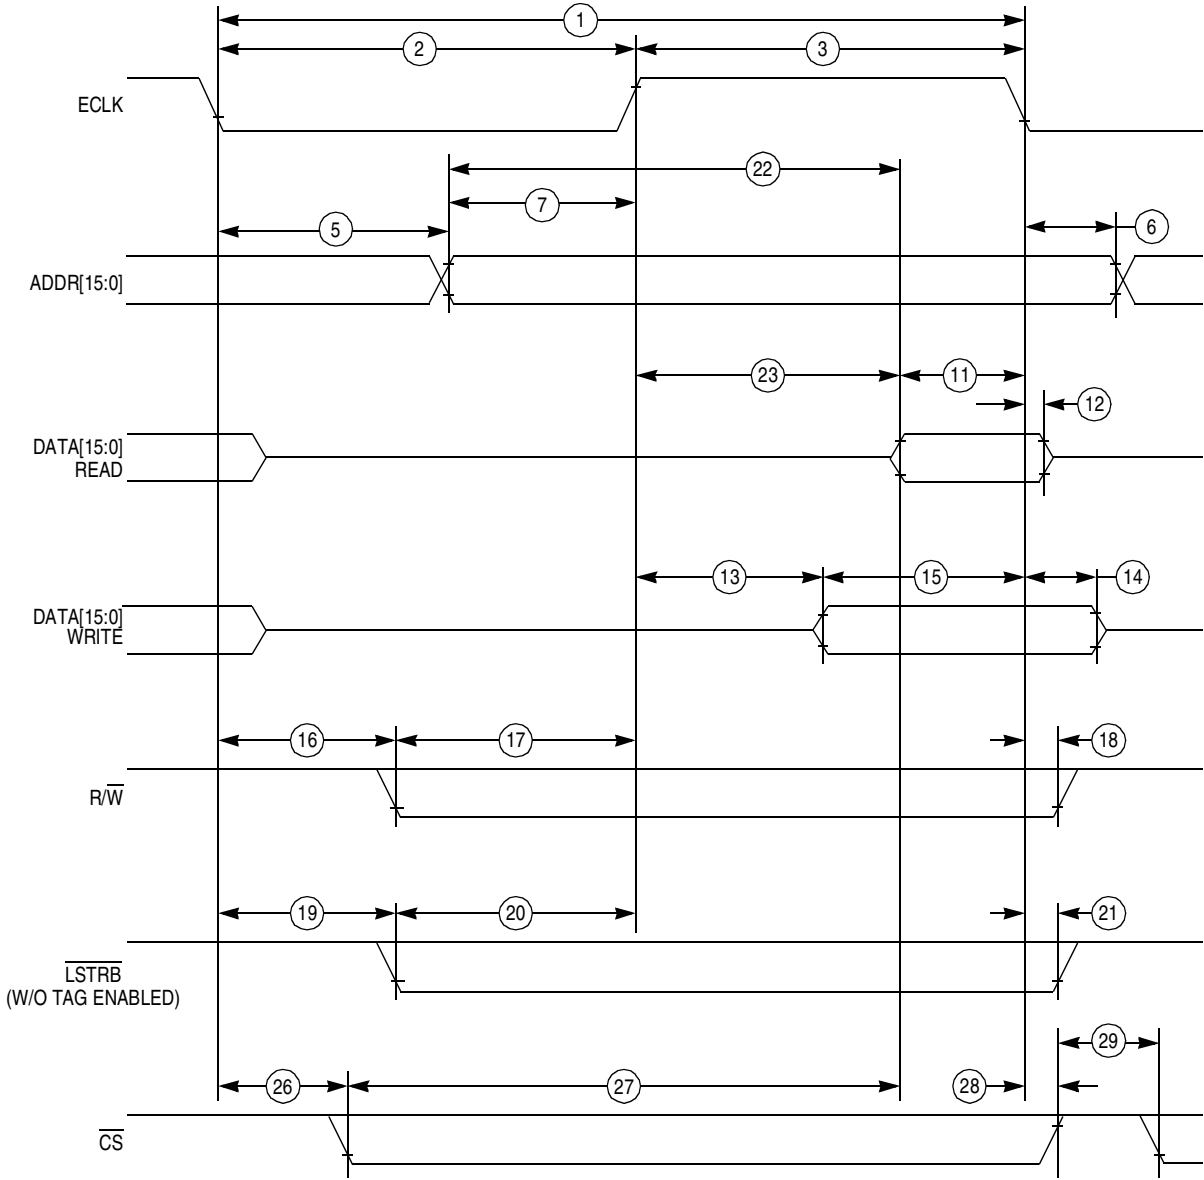 1
2
3
ECLK
22
7
5
6
ADDR[15:0]
23
11
12
DATA[15:0]
READ
13
15
14
DATA[15:0]
WRITE
16
17
18
R/W
19
20
21
LSTRB
(W/O TAG ENABLED)
29
26
27
28
CS